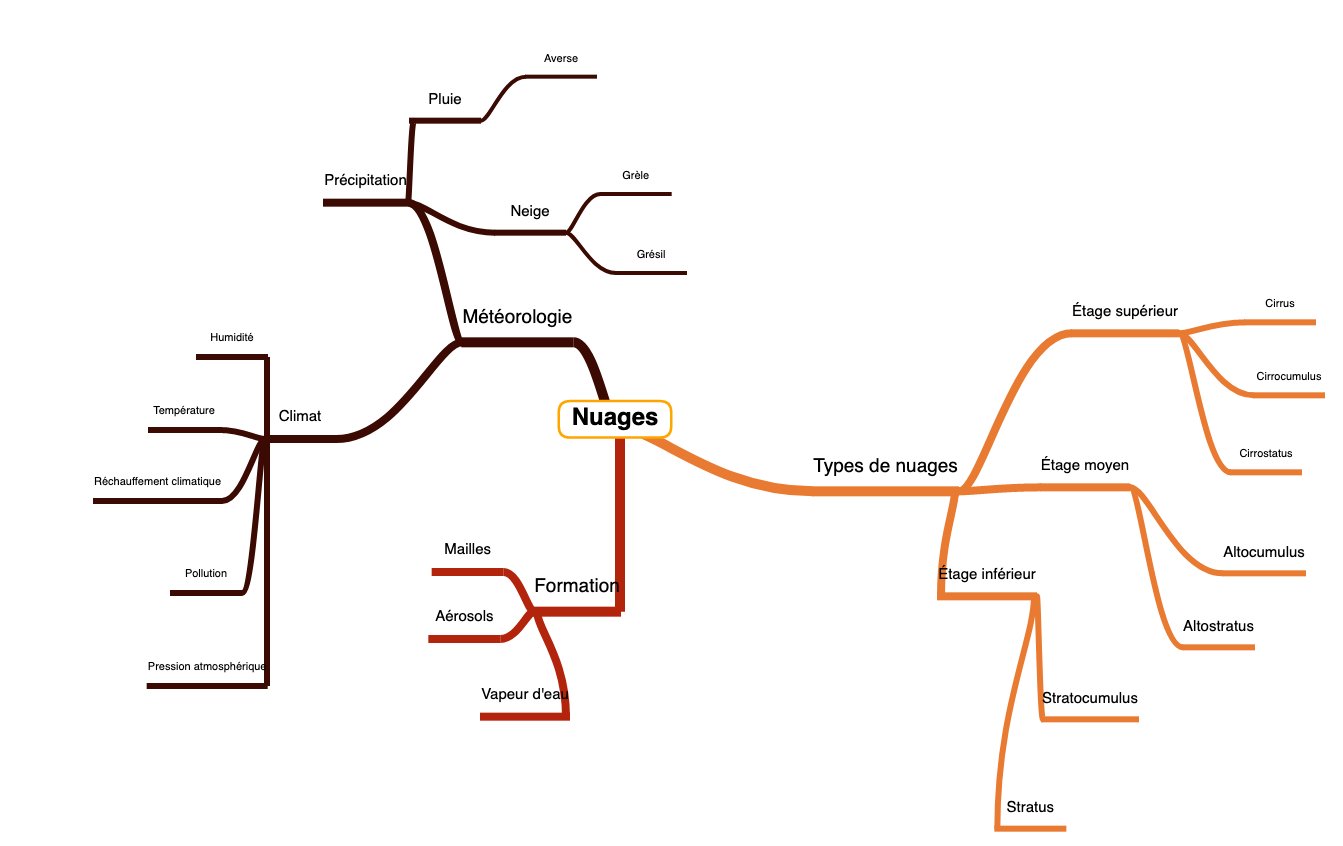 Averse
Pluie
Précipitation
Grèle
Neige
Grésil
Météorologie
Humidité
Température
Climat
Réchauffement climatique
Pollution
Pression atmosphérique
Nuages
Mailles
Formation
Aérosols
Vapeur d'eau
Types de nuages
Étage supérieur
Cirrus
Cirrocumulus
Cirrostatus
Étage moyen
Altocumulus
Altostratus
Étage inférieur
Stratocumulus
Stratus